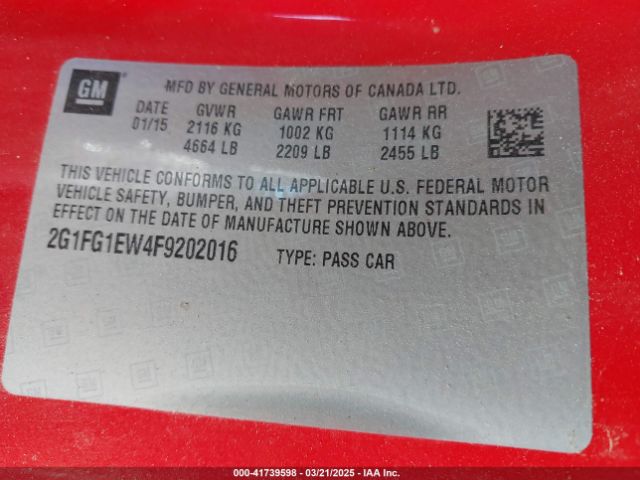 GM
MFD BY GENERAL MOTORS OF CANADA LTD.
DATE GVWR GAWR FRT GAWR RR
01/15 2116 KG 1002 KG 1114 KG
4664 LB 2209 LB 2455 LB
THIS VEHICLE CONFORMS TO ALL APPLICABLE U.S. FEDERAL MOTOR
VEHICLE SAFETY, BUMPER, AND THEFT PREVENTION STANDARDS IN
EFFECT ON THE DATE OF MANUFACTURE SHOWN ABOVE.
2G1FG1EW4F9202016 TYPE: PASS CAR
000-41739598 - 03/21/2025 - IAA Inc.